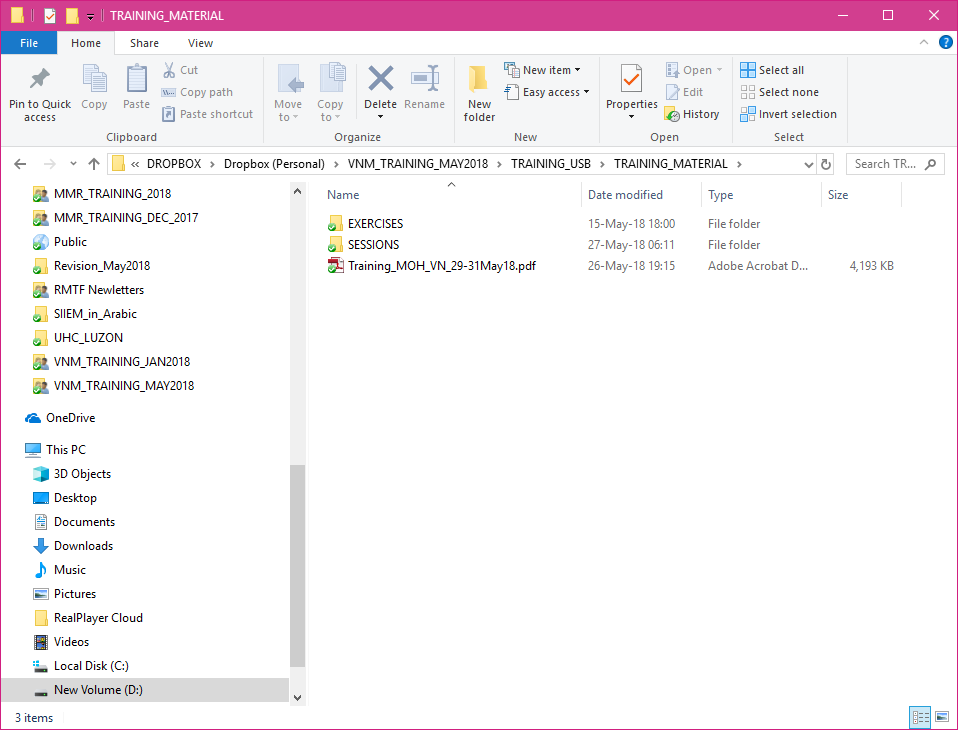 TRAINING_MATERIAL
File Home Share View
Pin to Quick access
Copy
Paste
Cut
Copy path
Paste shortcut
Clipboard
Move to
Copy to
Delete
Rename
Organize
New folder
New item
Easy access
New
Properties
Open
Edit
History
Open
Select all
Select none
Invert selection
Select
« DROPBOX › Dropbox (Personal) › VNM_TRAINING_MAY2018 › TRAINING_USB › TRAINING_MATERIAL ›
Search TR...
MMR_TRAINING_2018
MMR_TRAINING_DEC_2017
Public
Revision_May2018
RMTF Newletters
SIIEM_in_Arabic
UHC_LUZON
VNM_TRAINING_JAN2018
VNM_TRAINING_MAY2018
OneDrive
This PC
3D Objects
Desktop
Documents
Downloads
Music
Pictures
RealPlayer Cloud
Videos
Local Disk (C:)
New Volume (D:)
Name Date modified Type Size
EXERCISES 15-May-18 18:00 File folder
SESSIONS 27-May-18 06:11 File folder
Training_MOH_VN_29-31May18.pdf 26-May-18 19:15 Adobe Acrobat D... 4,193 KB
3 items